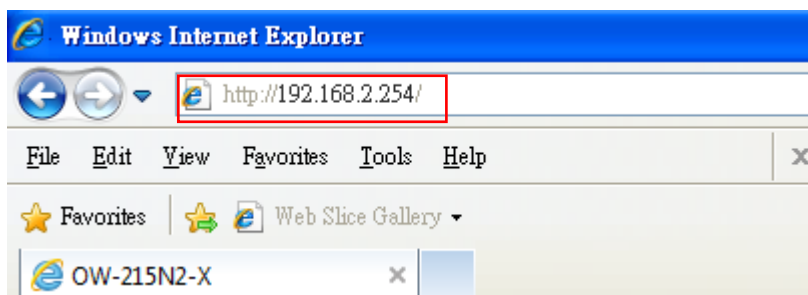 Windows Internet Explorer
http://192.168.2.254/
File Edit View Favorites Tools Help
Favorites Web Slice Gallery
OW-215N2-X